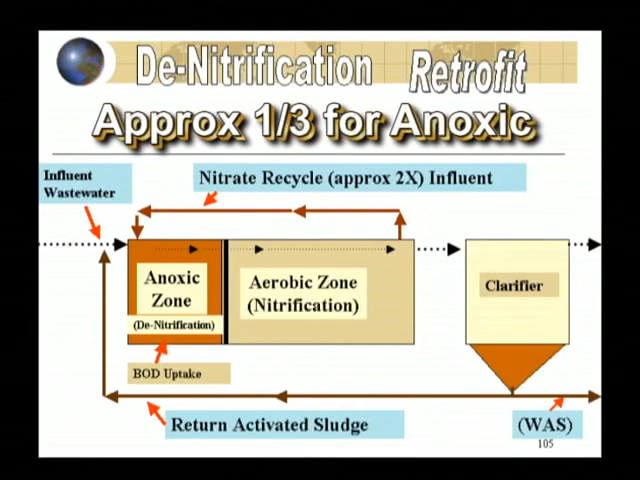 De-Nitrification Retrofit
Approx 1/3 for Anoxic
Influent
Wastewater
Nitrate Recycle (approx 2X) Influent
Anoxic
Zone
(De-Nitrification)
Aerobic Zone
(Nitrification)
Clarifier
BOD Uptake
Return Activated Sludge
(WAS)
105